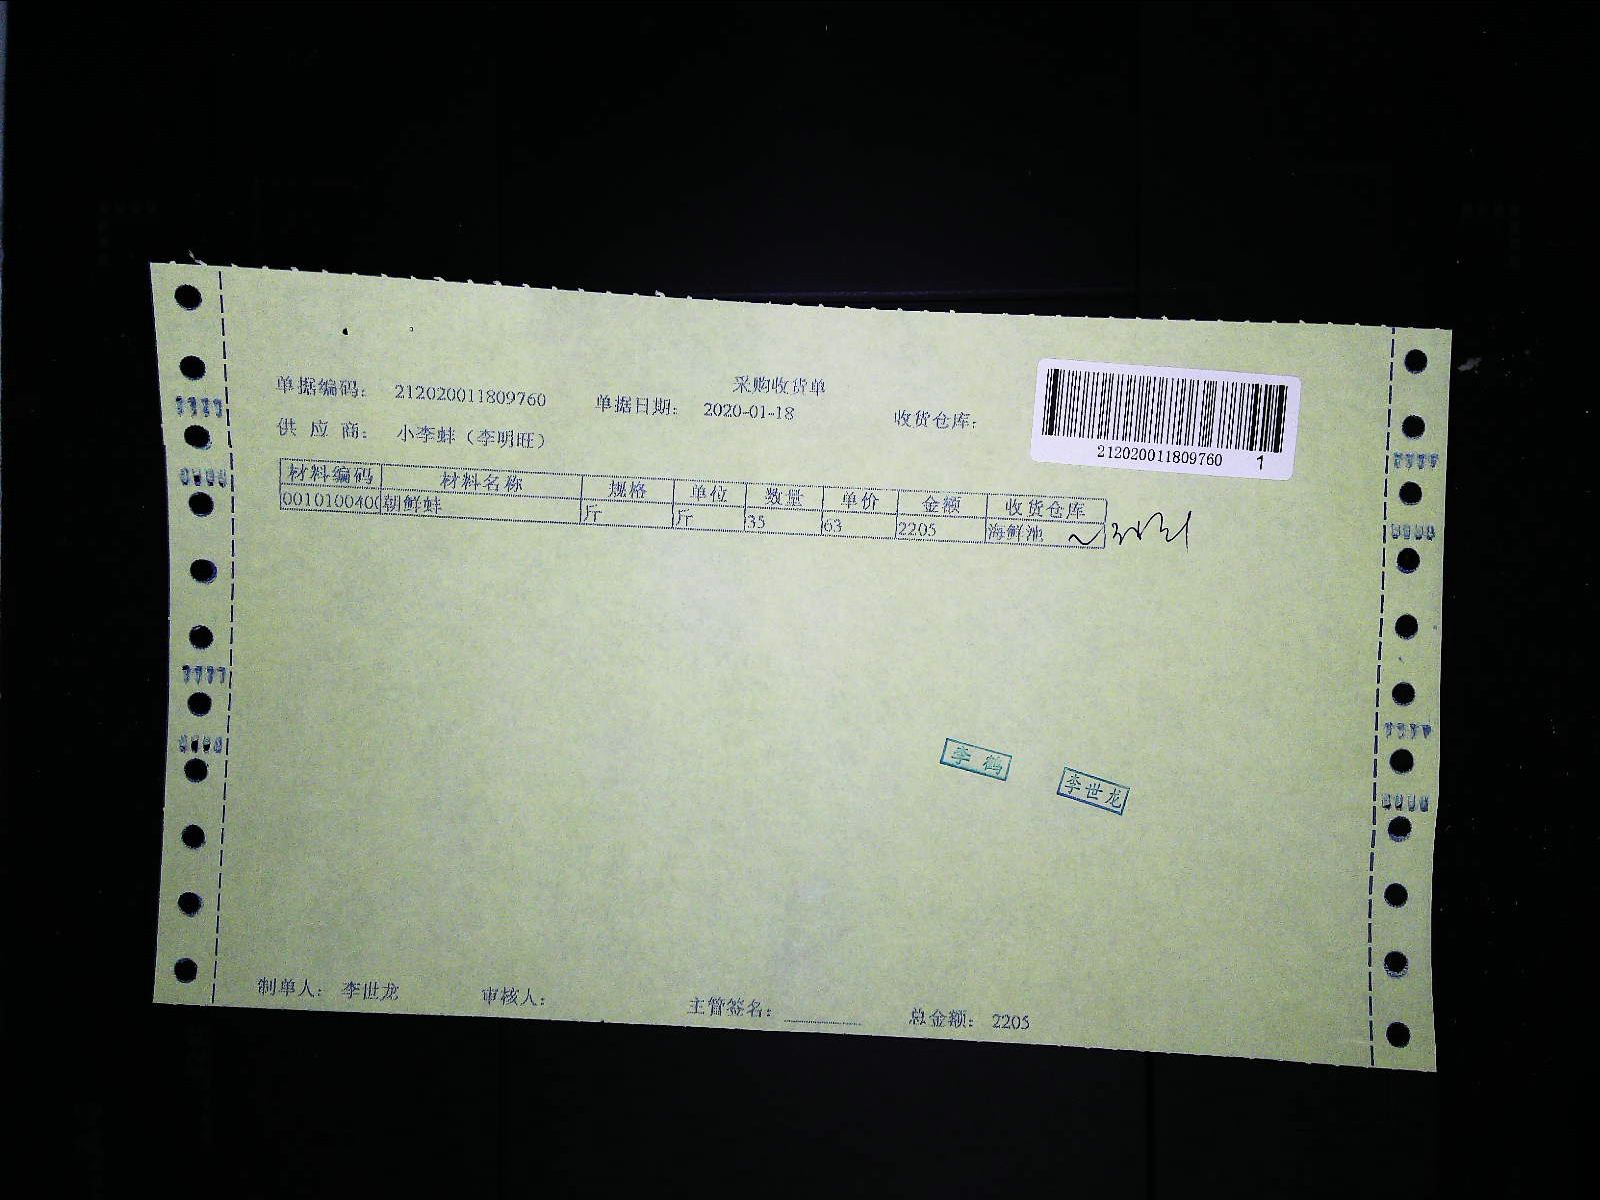 采购收货单
单据编码： 212020011809760 单据日期： 2020-01-18 收货仓库：
供 应 商： 小李蚌（李明旺）
212020011809760 1
材料编码 材料名称 规格 单位 数量 单价 金额 收货仓库
0010100400 朝鲜蚌 斤 斤 35 63 2205 海鲜池
李 鹤
李世龙
制单人： 李世龙 审核人： 主管签名： 总金额： 2205